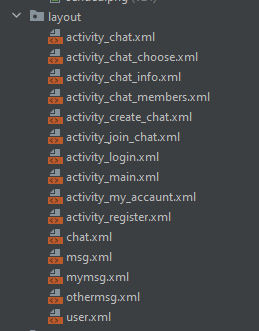 layout
activity_chat.xml
activity_chat_choose.xml
activity_chat_info.xml
activity_chat_members.xml
activity_create_chat.xml
activity_join_chat.xml
activity_login.xml
activity_main.xml
activity_my_accaunt.xml
activity_register.xml
chat.xml
msg.xml
mymsg.xml
othermsg.xml
user.xml